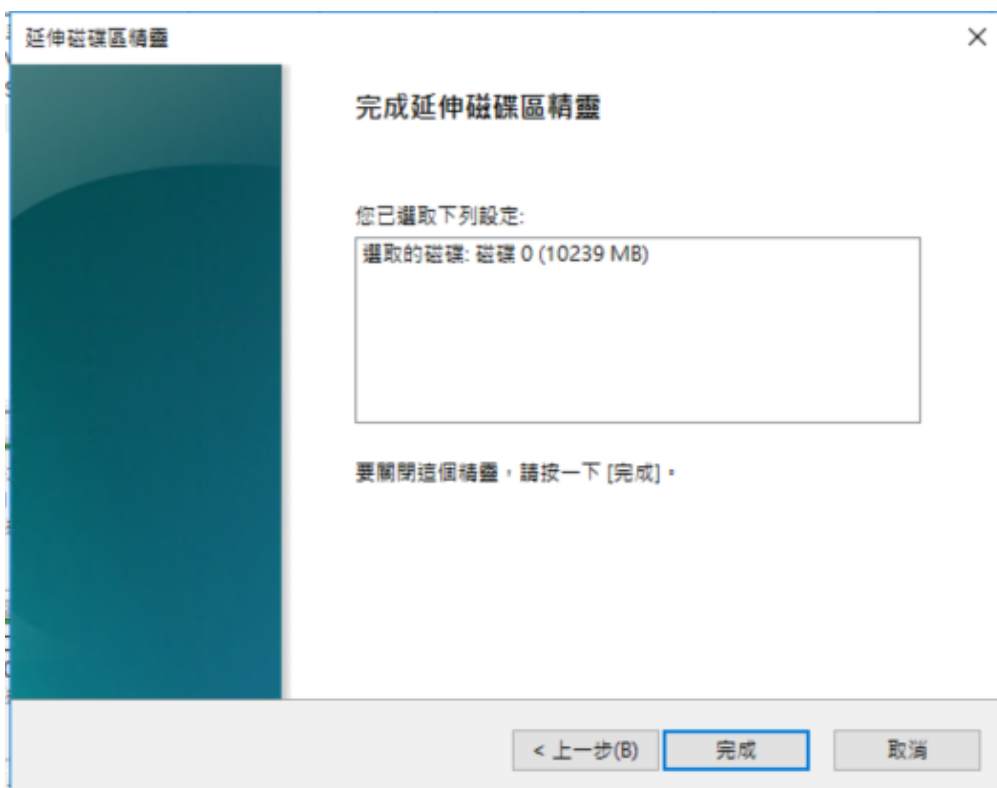 延伸磁碟區精靈
完成延伸磁碟區精靈
您已選取下列設定:
選取的磁碟: 磁碟 0 (10239 MB)
要關閉這個精靈，請按一下 [完成]。
< 上一步(B)
完成
取消